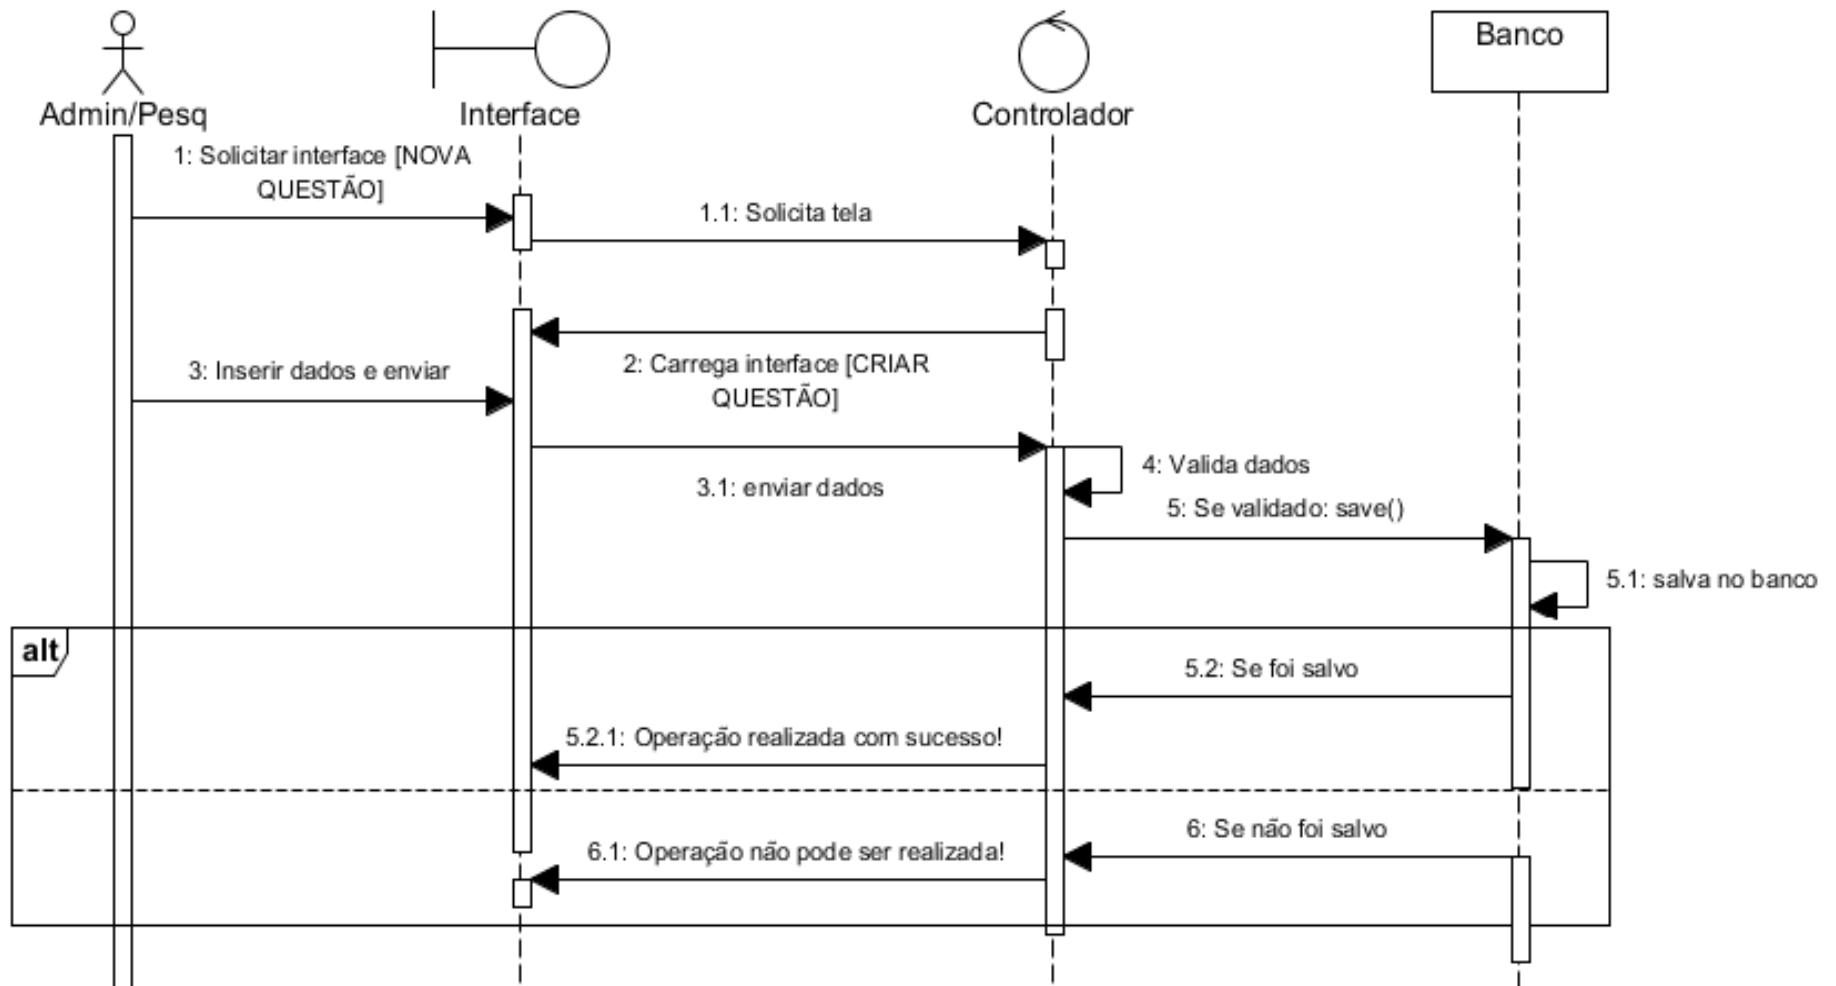 Banco
Admin/Pesq
Interface
Controlador
1: Solicitar interface [NOVA
QUESTÃO]
1.1: Solicita tela
2: Carrega interface [CRIAR
QUESTÃO]
3: Inserir dados e enviar
3.1: enviar dados
4: Valida dados
5: Se validado: save()
5.1: salva no banco
alt
5.2: Se foi salvo
5.2.1: Operação realizada com sucesso!
6: Se não foi salvo
6.1: Operação não pode ser realizada!